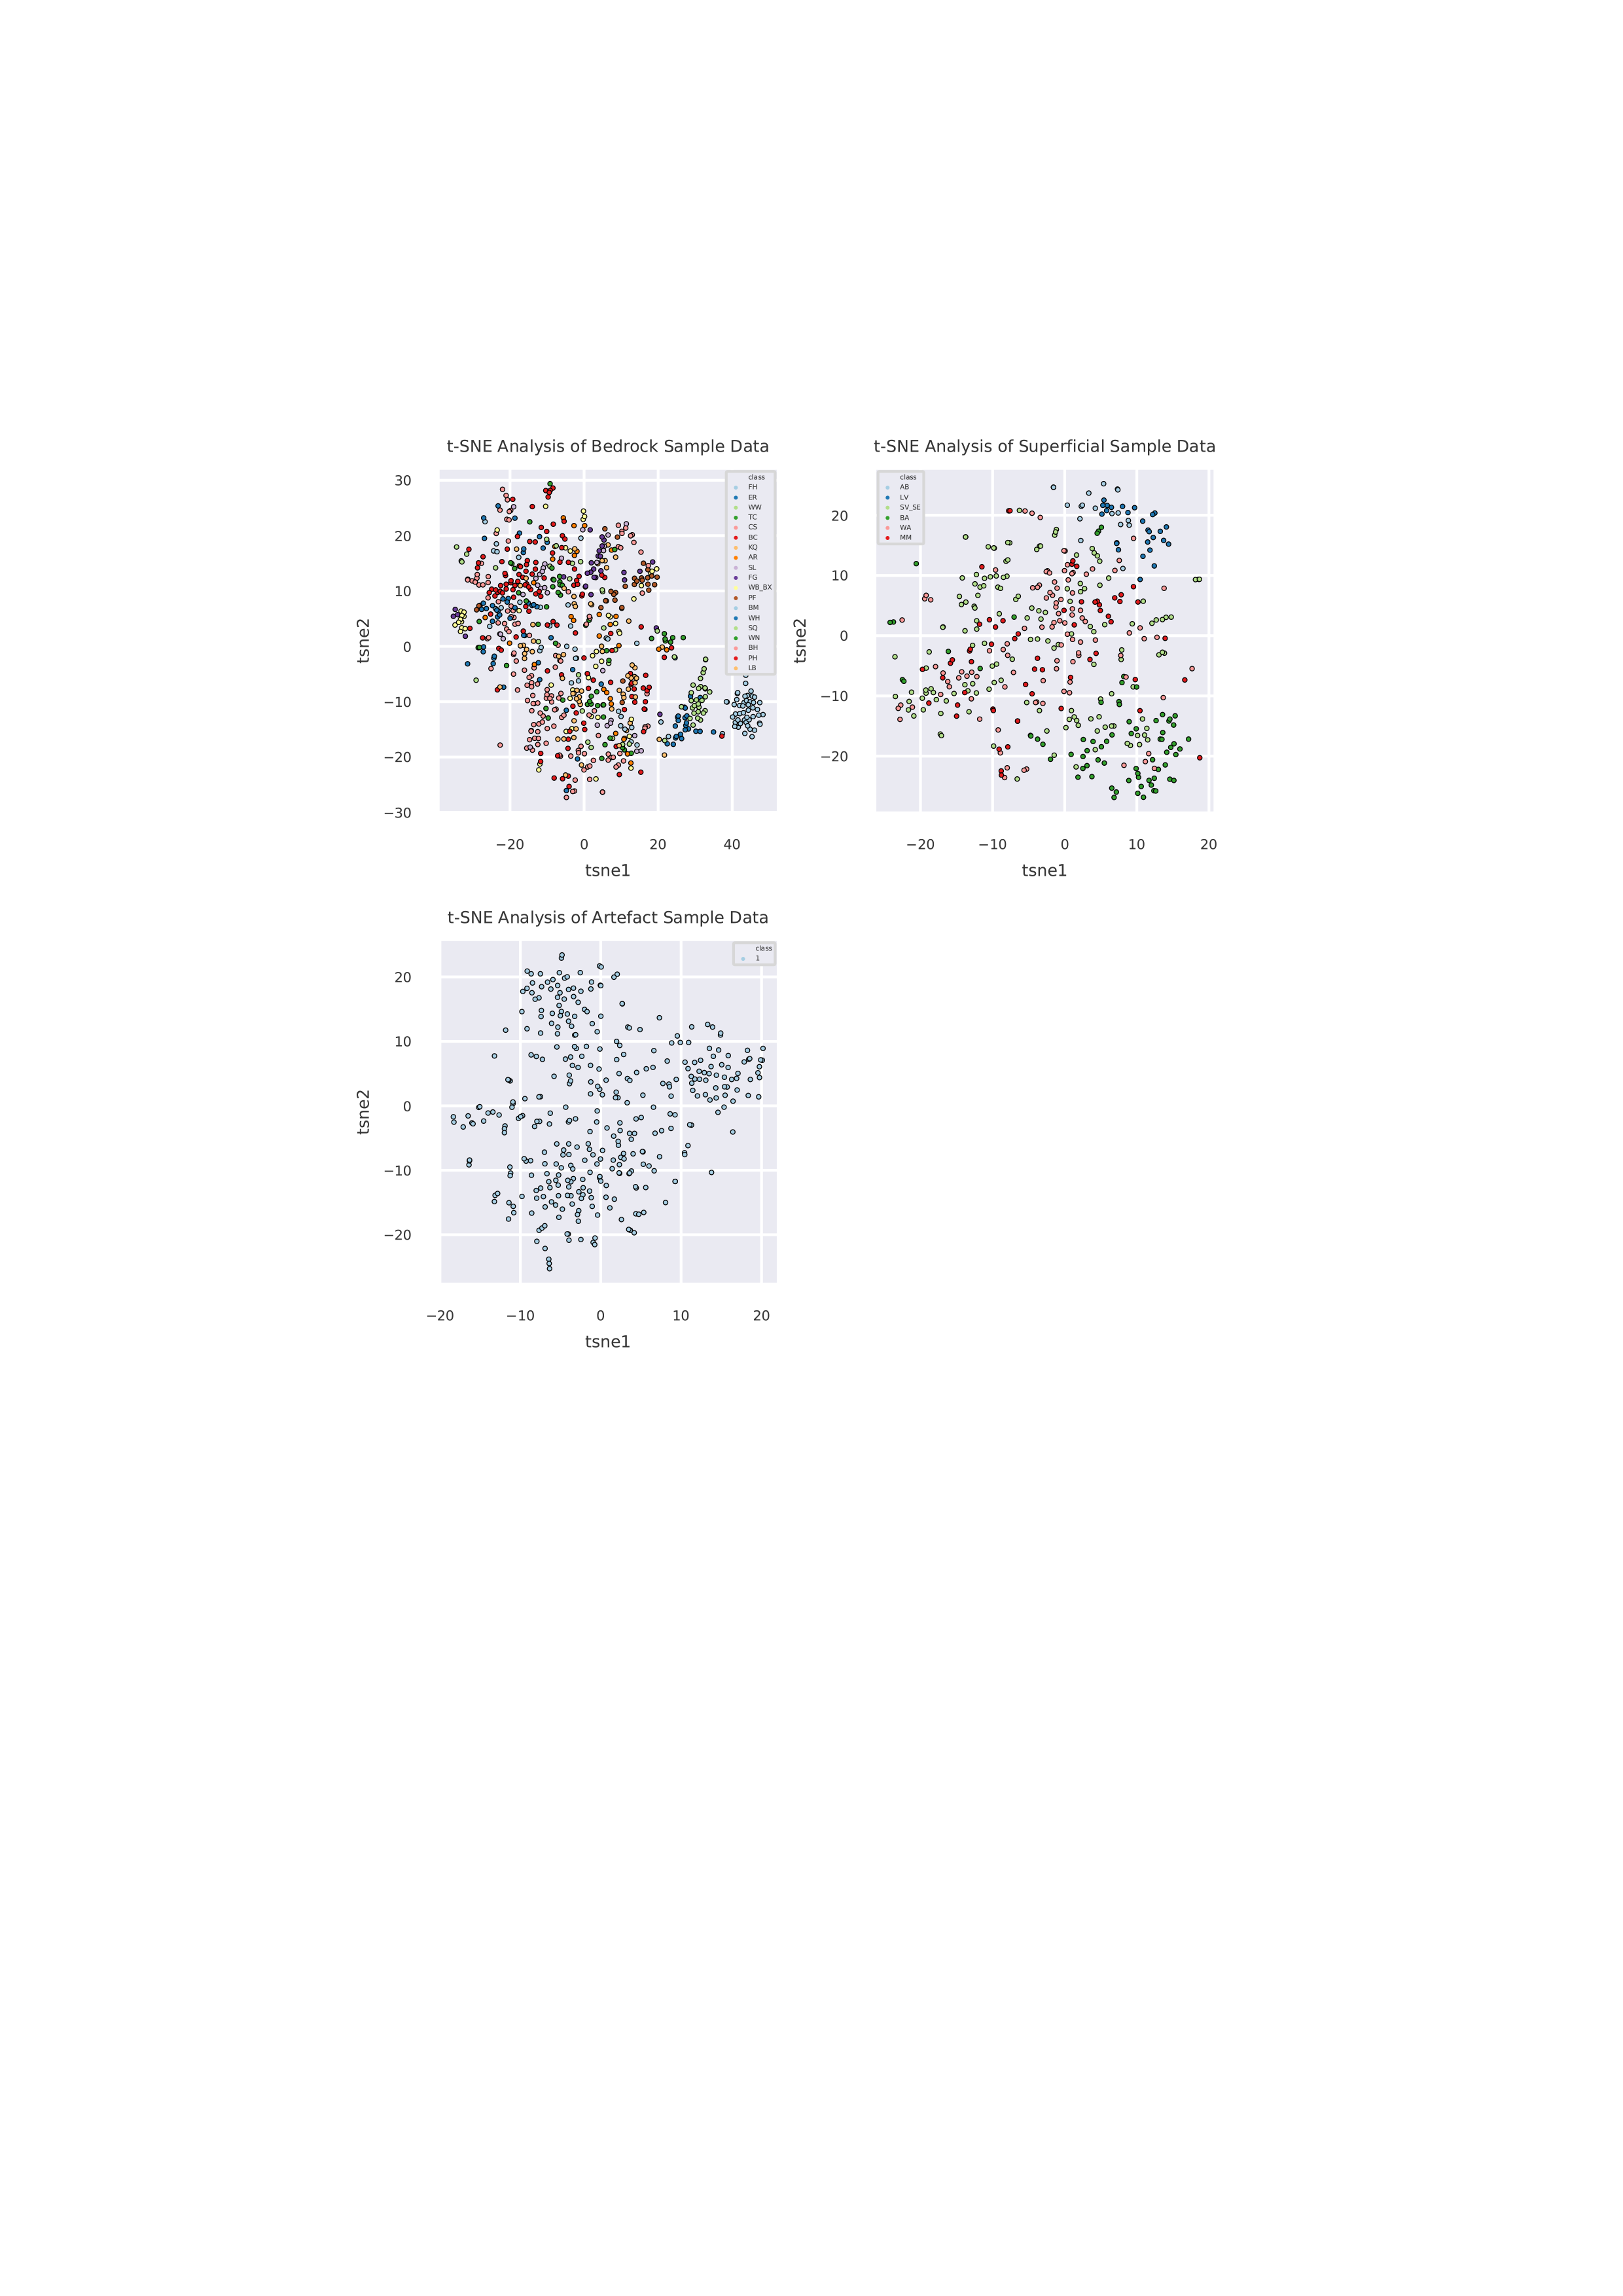 t-SNE Analysis of Bedrock Sample Data
30
20
10
0
−10
−20
−30
tsne2
−20
0
20
40
tsne1
class
FH
ER
WW
TC
CS
BC
KQ
AR
SL
FG
WB_BX
PF
BM
WH
SQ
WN
BH
PH
LB
t-SNE Analysis of Superficial Sample Data
20
10
0
−10
−20
tsne2
−20
−10
0
10
20
tsne1
class
AB
LV
SV_SE
BA
WA
MM
t-SNE Analysis of Artefact Sample Data
20
10
0
−10
−20
tsne2
−20
−10
0
10
20
tsne1
class
1